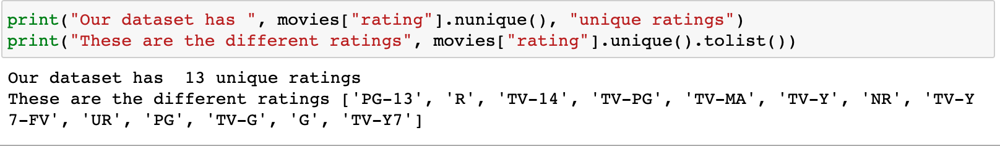 print("Our dataset has ", movies["rating"].nunique(), "unique ratings")
print("These are the different ratings", movies["rating"].unique().tolist())
Our dataset has  13 unique ratings
These are the different ratings ['PG-13', 'R', 'TV-14', 'TV-PG', 'TV-MA', 'TV-Y', 'NR', 'TV-Y
7-FV', 'UR', 'PG', 'TV-G', 'G', 'TV-Y7']